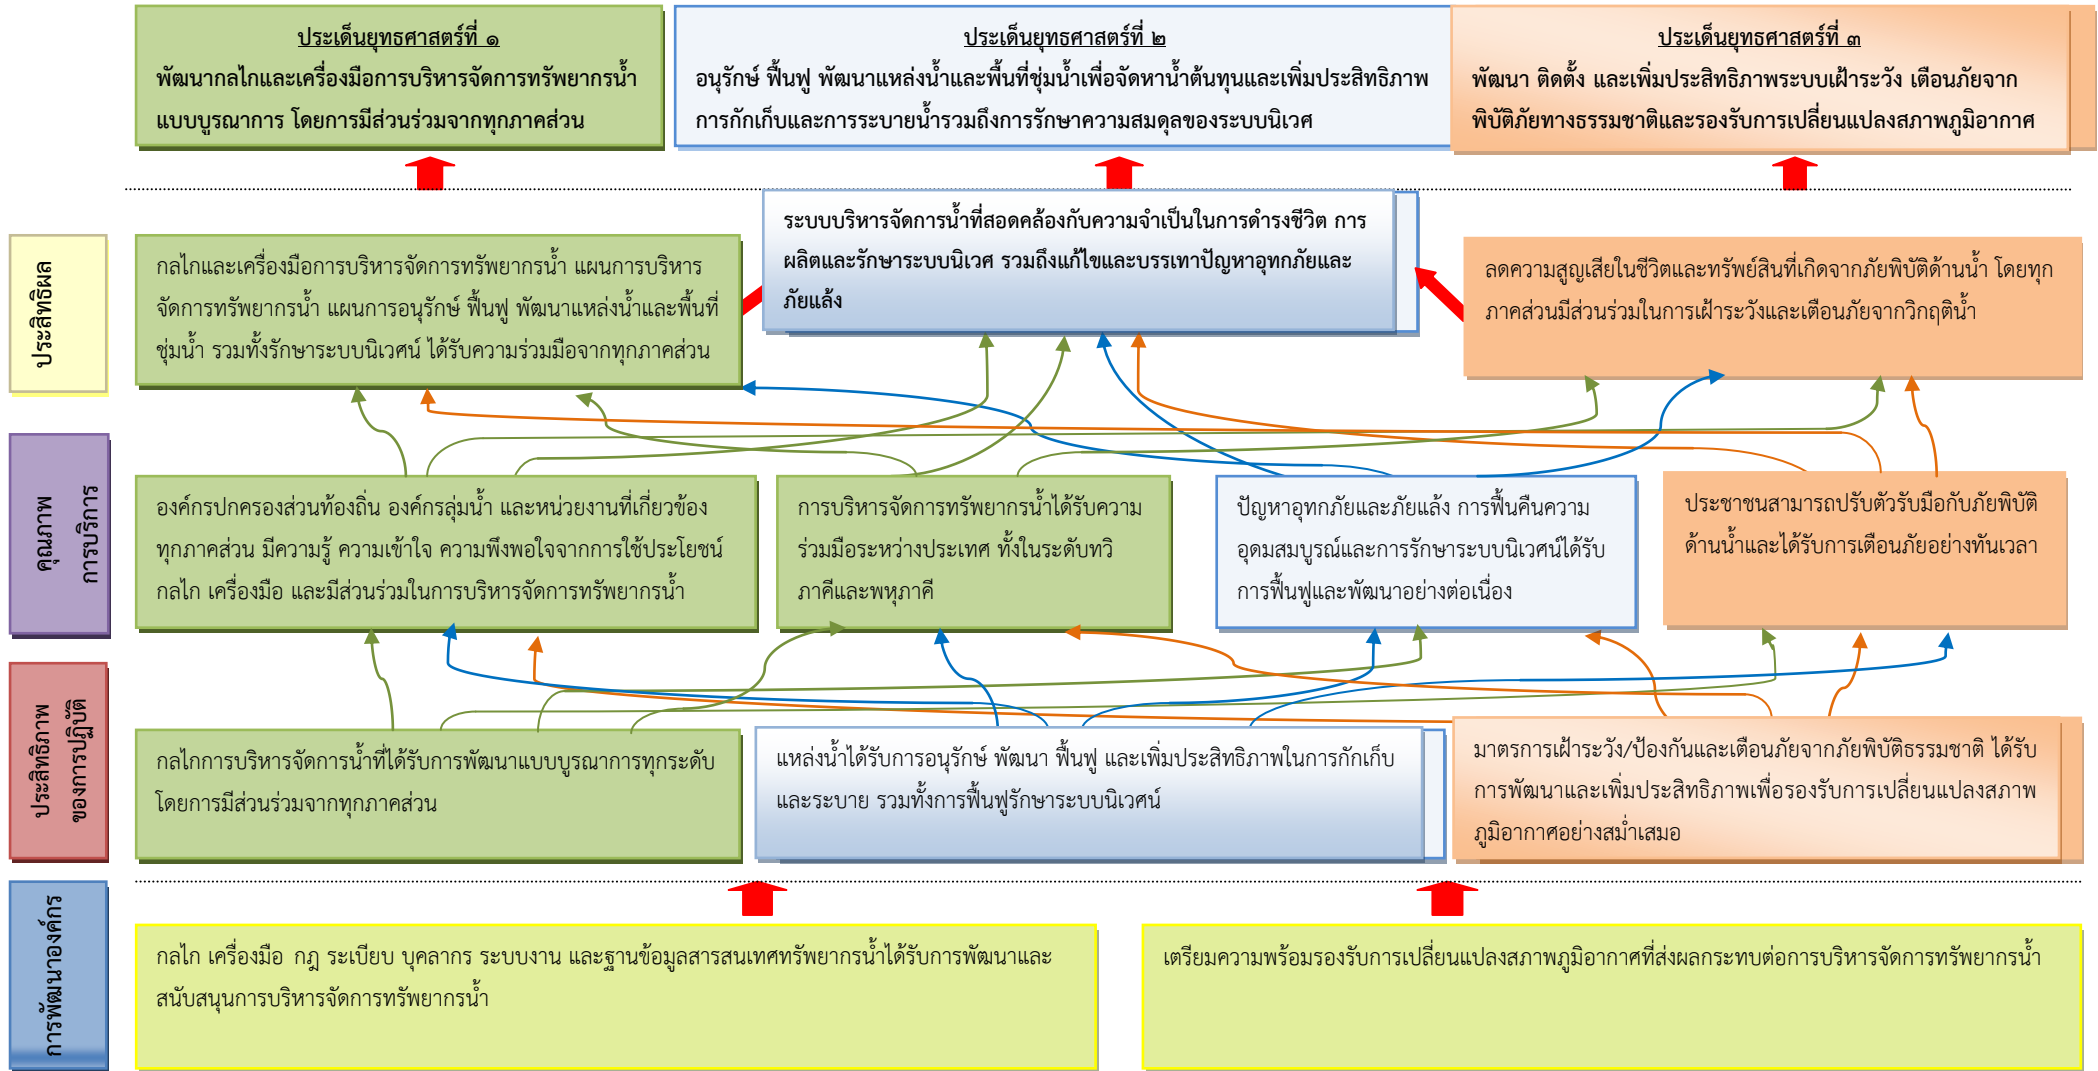 ประเด็นยุทธศาสตร์ที่ ๑
พัฒนากลไกและเครื่องมือการบริหารจัดการทรัพยากรน้ำ
แบบบูรณาการ โดยการมีส่วนร่วมจากทุกภาคส่วน
ประเด็นยุทธศาสตร์ที่ ๒
อนุรักษ์ ฟื้นฟู พัฒนาแหล่งน้ำและพื้นที่ชุ่มน้ำเพื่อจัดหาน้ำต้นทุนและเพิ่มประสิทธิภาพ
การกักเก็บและการระบายน้ำรวมถึงการรักษาความสมดุลของระบบนิเวศ
ประเด็นยุทธศาสตร์ที่ ๓
พัฒนา ติดตั้ง และเพิ่มประสิทธิภาพระบบเฝ้าระวัง เตือนภัยจาก
พิบัติภัยทางธรรมชาติและรองรับการเปลี่ยนแปลงสภาพภูมิอากาศ
ประสิทธิผล
กลไกและเครื่องมือการบริหารจัดการทรัพยากรน้ำ แผนการบริหาร
จัดการทรัพยากรน้ำ แผนการอนุรักษ์ ฟื้นฟู พัฒนาแหล่งน้ำและพื้นที่
ชุ่มน้ำ รวมทั้งรักษาระบบนิเวศน์ ได้รับความร่วมมือจากทุกภาคส่วน
ระบบบริหารจัดการน้ำที่สอดคล้องกับความจำเป็นในการดำรงชีวิต การ
ผลิตและรักษาระบบนิเวศ รวมถึงแก้ไขและบรรเทาปัญหาอุทกภัยและ
ภัยแล้ง
ลดความสูญเสียในชีวิตและทรัพย์สินที่เกิดจากภัยพิบัติด้านน้ำ โดยทุก
ภาคส่วนมีส่วนร่วมในการเฝ้าระวังและเตือนภัยจากวิกฤติน้ำ
คุณภาพ
การบริการ
องค์กรปกครองส่วนท้องถิ่น องค์กรลุ่มน้ำ และหน่วยงานที่เกี่ยวข้อง
ทุกภาคส่วน มีความรู้ ความเข้าใจ ความพึงพอใจจากการใช้ประโยชน์
กลไก เครื่องมือ และมีส่วนร่วมในการบริหารจัดการทรัพยากรน้ำ
การบริหารจัดการทรัพยากรน้ำได้รับความ
ร่วมมือระหว่างประเทศ ทั้งในระดับทวิ
ภาคีและพหุภาคี
ปัญหาอุทกภัยและภัยแล้ง การฟื้นคืนความ
อุดมสมบูรณ์และการรักษาระบบนิเวศน์ได้รับ
การฟื้นฟูและพัฒนาอย่างต่อเนื่อง
ประชาชนสามารถปรับตัวรับมือกับภัยพิบัติ
ด้านน้ำและได้รับการเตือนภัยอย่างทันเวลา
ประสิทธิภาพ
ของการปฏิบัติ
กลไกการบริหารจัดการน้ำที่ได้รับการพัฒนาแบบบูรณาการทุกระดับ
โดยการมีส่วนร่วมจากทุกภาคส่วน
แหล่งน้ำได้รับการอนุรักษ์ พัฒนา ฟื้นฟู และเพิ่มประสิทธิภาพในการกักเก็บ
และระบาย รวมทั้งการฟื้นฟูรักษาระบบนิเวศน์
มาตรการเฝ้าระวัง/ป้องกันและเตือนภัยจากภัยพิบัติธรรมชาติ ได้รับ
การพัฒนาและเพิ่มประสิทธิภาพเพื่อรองรับการเปลี่ยนแปลงสภาพ
ภูมิอากาศอย่างสม่ำเสมอ
การพัฒนาองค์กร
กลไก เครื่องมือ กฎ ระเบียบ บุคลากร ระบบงาน และฐานข้อมูลสารสนเทศทรัพยากรน้ำได้รับการพัฒนาและ
สนับสนุนการบริหารจัดการทรัพยากรน้ำ
เตรียมความพร้อมรองรับการเปลี่ยนแปลงสภาพภูมิอากาศที่ส่งผลกระทบต่อการบริหารจัดการทรัพยากรน้ำ